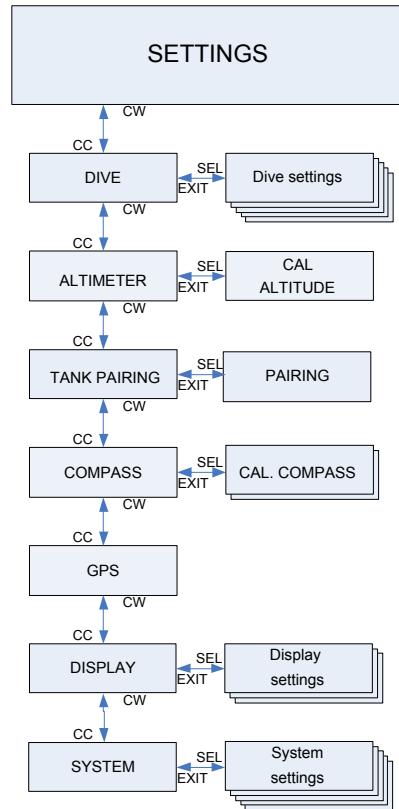 SETTINGS
CW
CC
DIVE
SEL
EXIT
Dive settings
CW
CC
ALTIMETER
SEL
EXIT
CAL
ALTITUDE
CW
CC
TANK PAIRING
SEL
EXIT
PAIRING
CW
CC
COMPASS
SEL
EXIT
CAL. COMPASS
CW
CC
GPS
CW
CC
DISPLAY
SEL
EXIT
Display
settings
CW
CC
SYSTEM
SEL
EXIT
System
settings